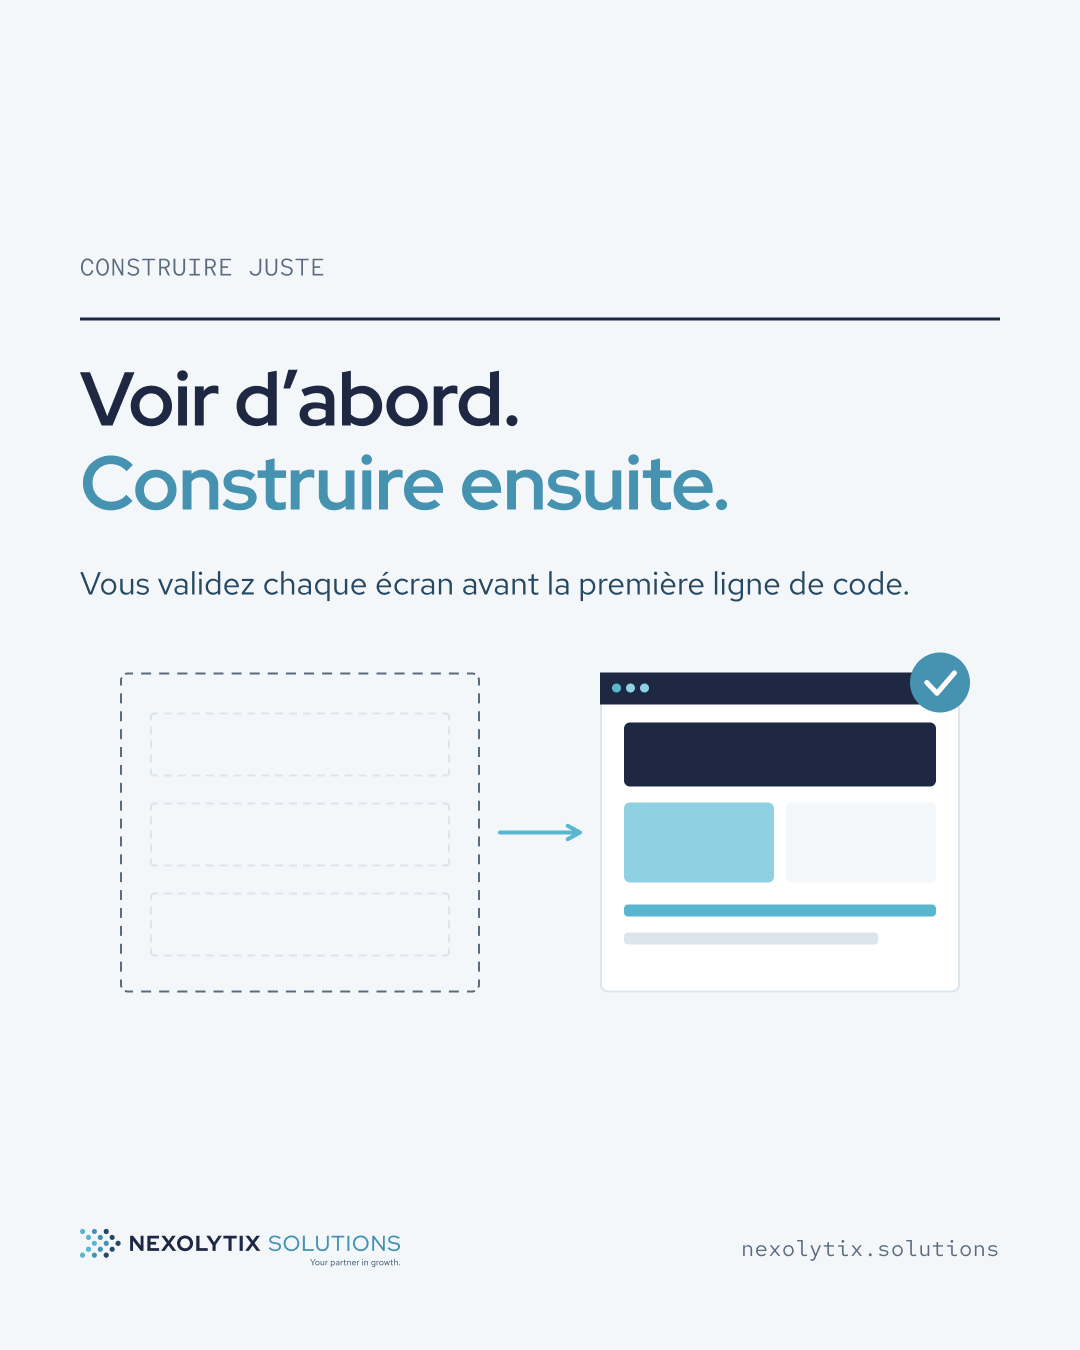 CONSTRUIRE JUSTE
Voir d’abord.
Construire ensuite.
Vous validez chaque écran avant la première ligne de code.
NEXOLYTIX SOLUTIONS
Your partner in growth.
nexolytix.solutions